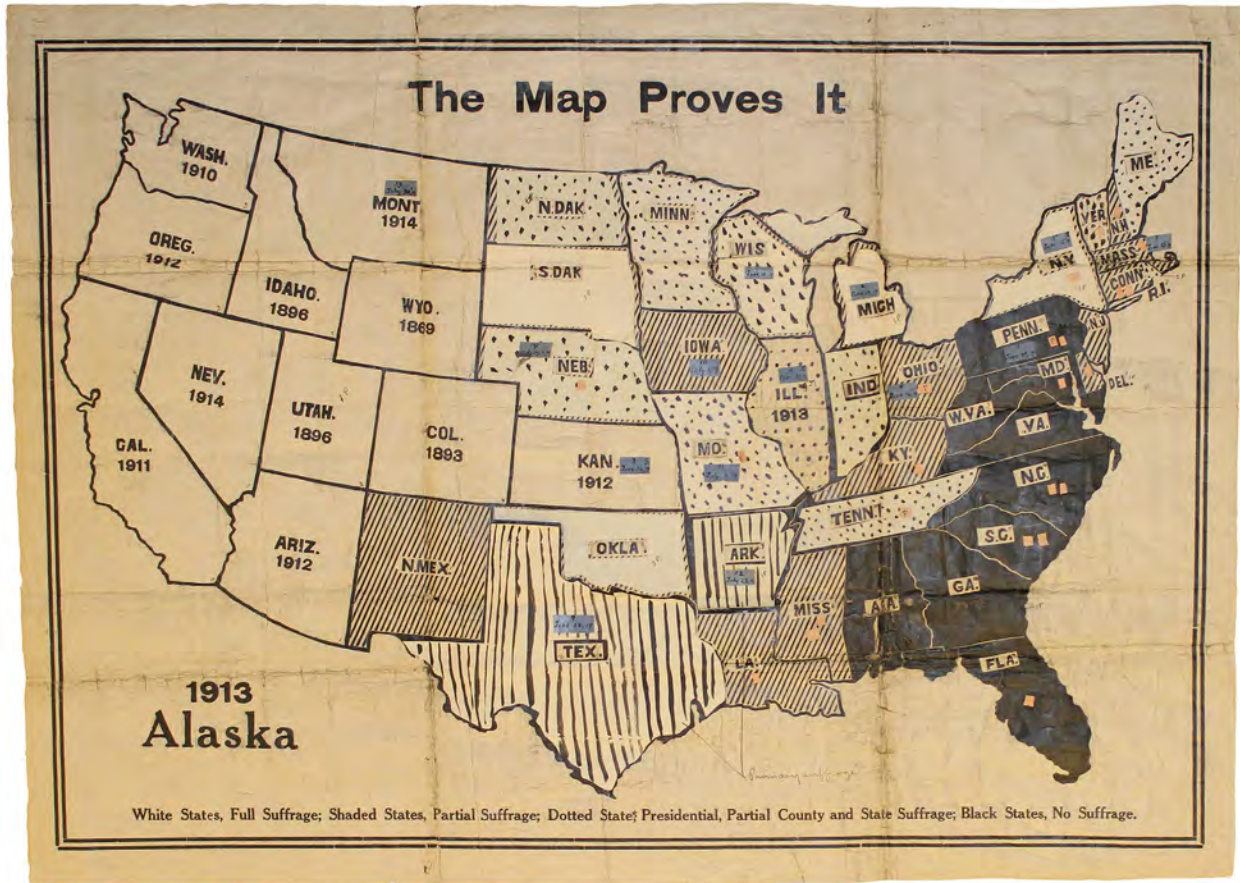 The Map Proves It
WASH.
1910
OREG.
1912
CAL.
1911
NEV.
1914
IDAHO.
1896
MONT
1914
WYO.
1869
UTAH.
1896
COL.
1893
ARIZ.
1912
N.MEX.
N.DAK
S.DAK
NEB.
KAN
1912
OKLA.
TEX.
MINN
IOWA
MO.
ARK.
LA.
WIS
ILL.
1913
MICH
IND
OHIO
KY.
TENN.
MISS
ALA.
GA.
FLA.
S.C.
N.C.
VA.
W.VA.
MD.
DEL.
PENN.
N.J.
N.Y.
CONN
R.I.
MASS
VER.
N.H.
ME.
Primary suffrage
1913
Alaska
White States, Full Suffrage; Shaded States, Partial Suffrage; Dotted States; Presidential, Partial County and State Suffrage; Black States, No Suffrage.